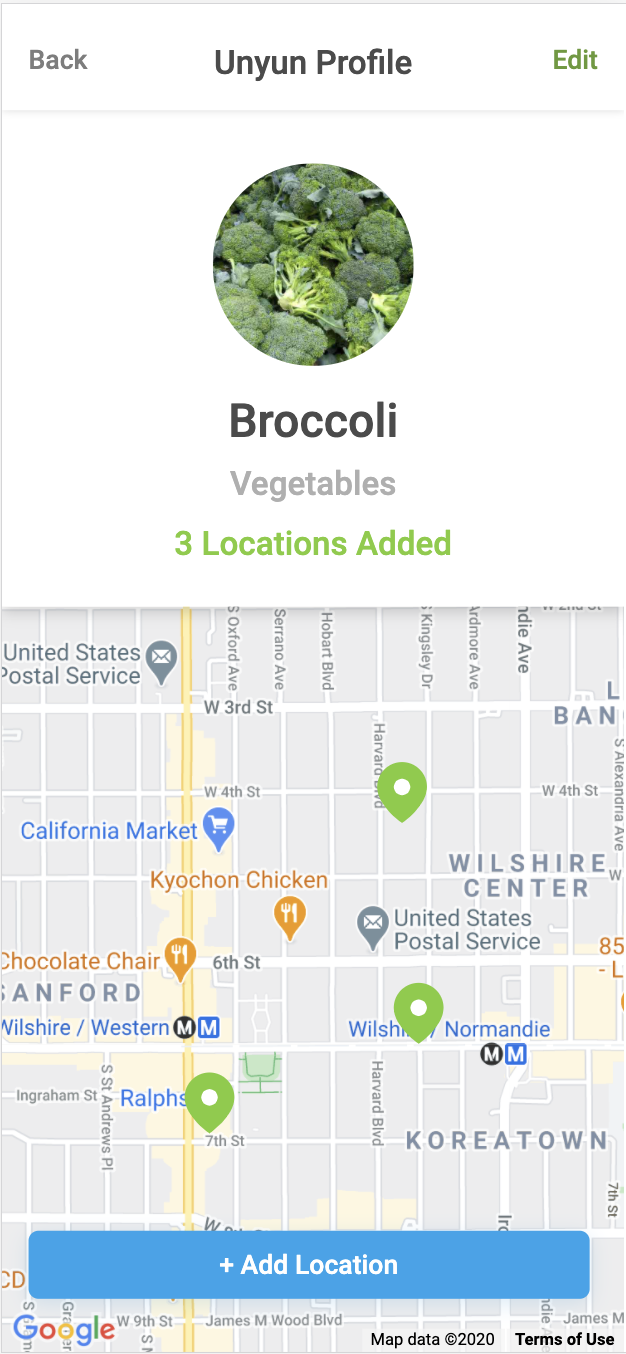 Back
Unyun Profile
Edit
Broccoli
Vegetables
3 Locations Added
S Oxford Ave
Serrano Ave
Hobart Blvd
S Kingsley Dr
Ardmore Ave
United States
Postal Service
W 3rd St
BAN
Harvard Blvd
S Alexandria Ave
W 4th St
W 4th St
California Market
WILSHIRE
CENTER
Kyochon Chicken
United States
Postal Service
Chocolate Chair
6th St
85
- L
SANFORD
Wilshire / Western
M M
Wilshire / Normandie
M M
S St Andrews Pl
Harvard Blvd
Ingraham St
Ralphs
7th St
KOREATOWN
7th St
+ Add Location
CD
Google
W 9th St
James M Wood Blvd
James M
Map data ©2020
Terms of Use